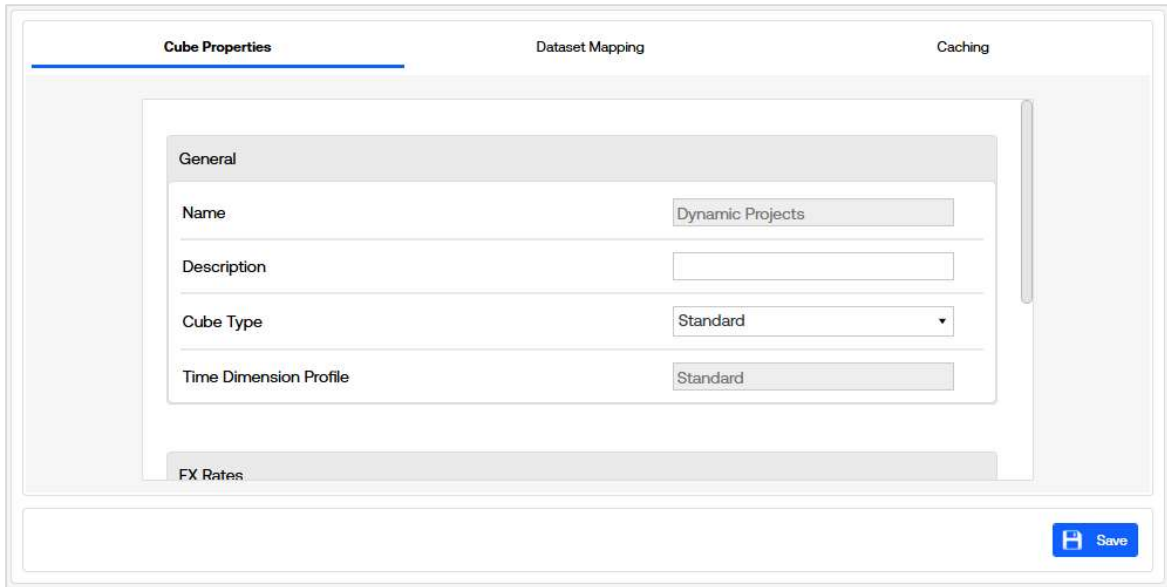 Cube Properties Dataset Mapping Caching
General
Name Dynamic Projects
Description
Cube Type Standard
Time Dimension Profile Standard
FX Rates
Save